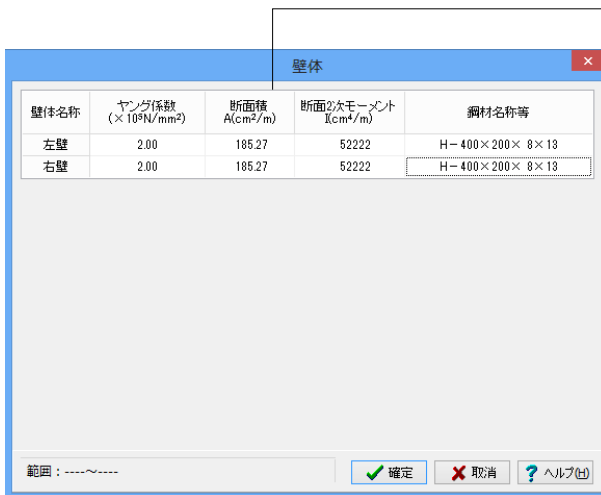 壁体
壁体名称 ヤング係数 (×10⁵N/mm²) 断面積 A(cm²/m) 断面2次モーメント I(cm⁴/m) 鋼材名称等
左壁 2.00 185.27 52222 H-400×200× 8×13
右壁 2.00 185.27 52222 H-400×200× 8×13
範囲:----~---- 確定 取消 ヘルプ(H)